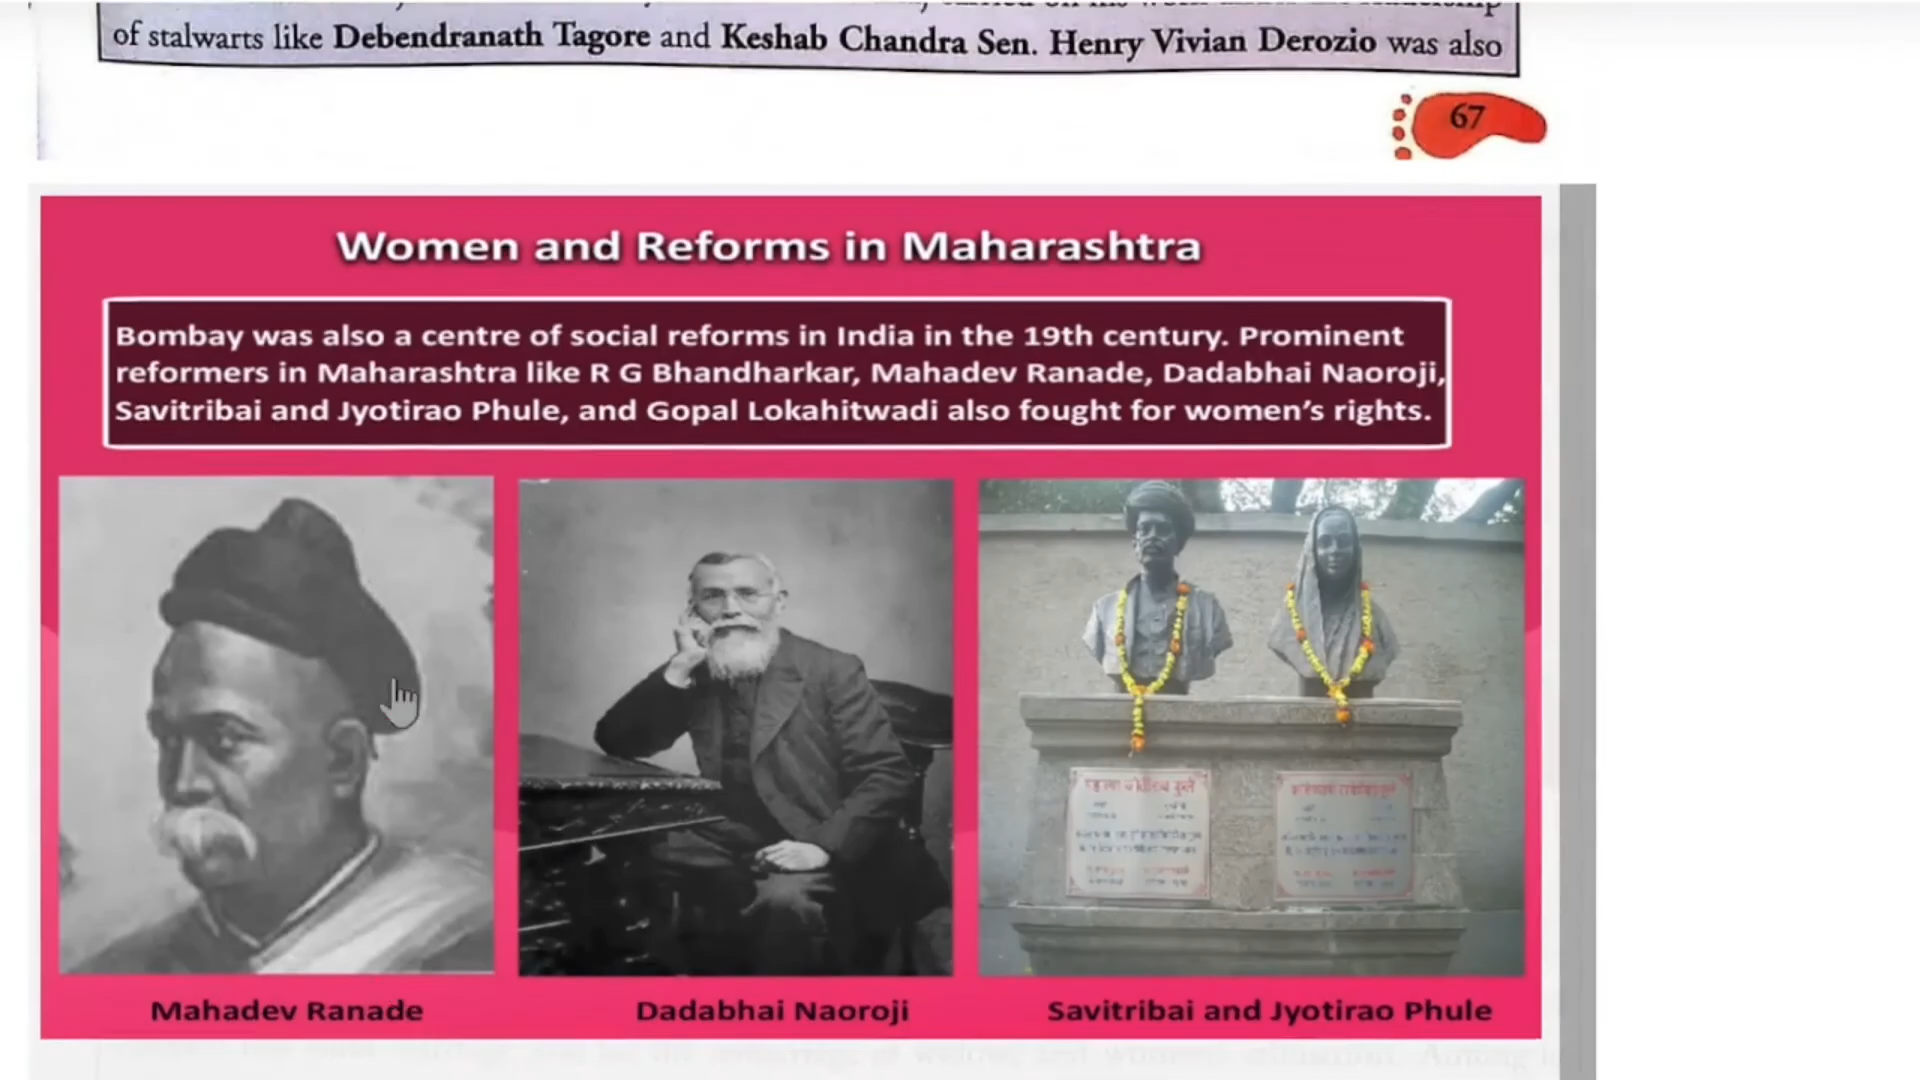 of stalwarts like Debendranath Tagore and Keshab Chandra Sen. Henry Vivian Derozio was also
67
Women and Reforms in Maharashtra
Bombay was also a centre of social reforms in India in the 19th century. Prominent
reformers in Maharashtra like R G Bhandharkar, Mahadev Ranade, Dadabhai Naoroji,
Savitribai and Jyotirao Phule, and Gopal Lokahitwadi also fought for women's rights.
Mahadev Ranade
Dadabhai Naoroji
Savitribai and Jyotirao Phule